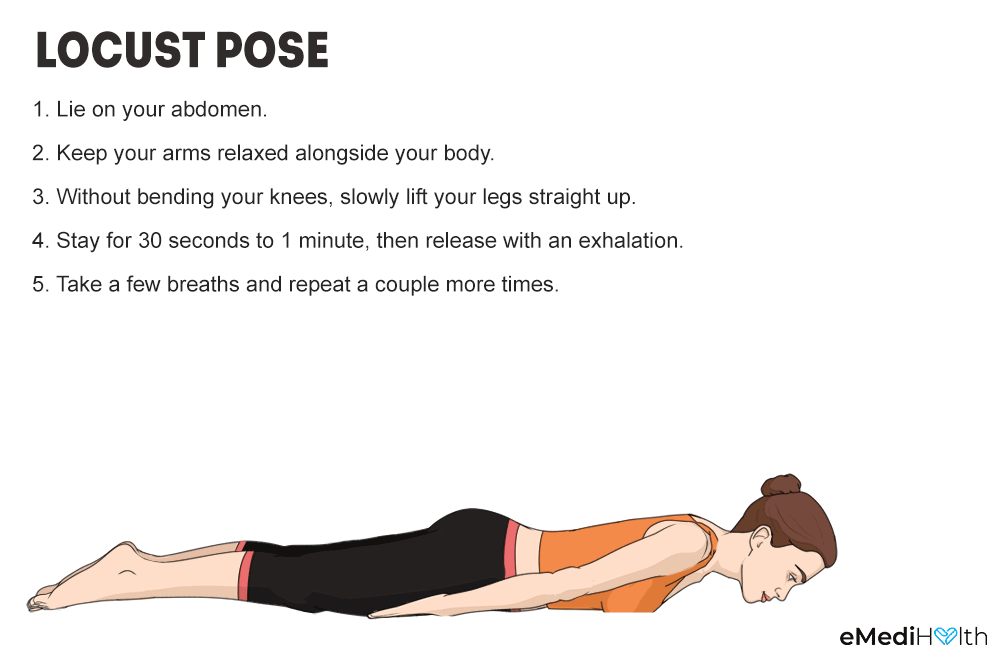 LOCUST POSE
1. Lie on your abdomen.
2. Keep your arms relaxed alongside your body.
3. Without bending your knees, slowly lift your legs straight up.
4. Stay for 30 seconds to 1 minute, then release with an exhalation.
5. Take a few breaths and repeat a couple more times.
eMediHealth